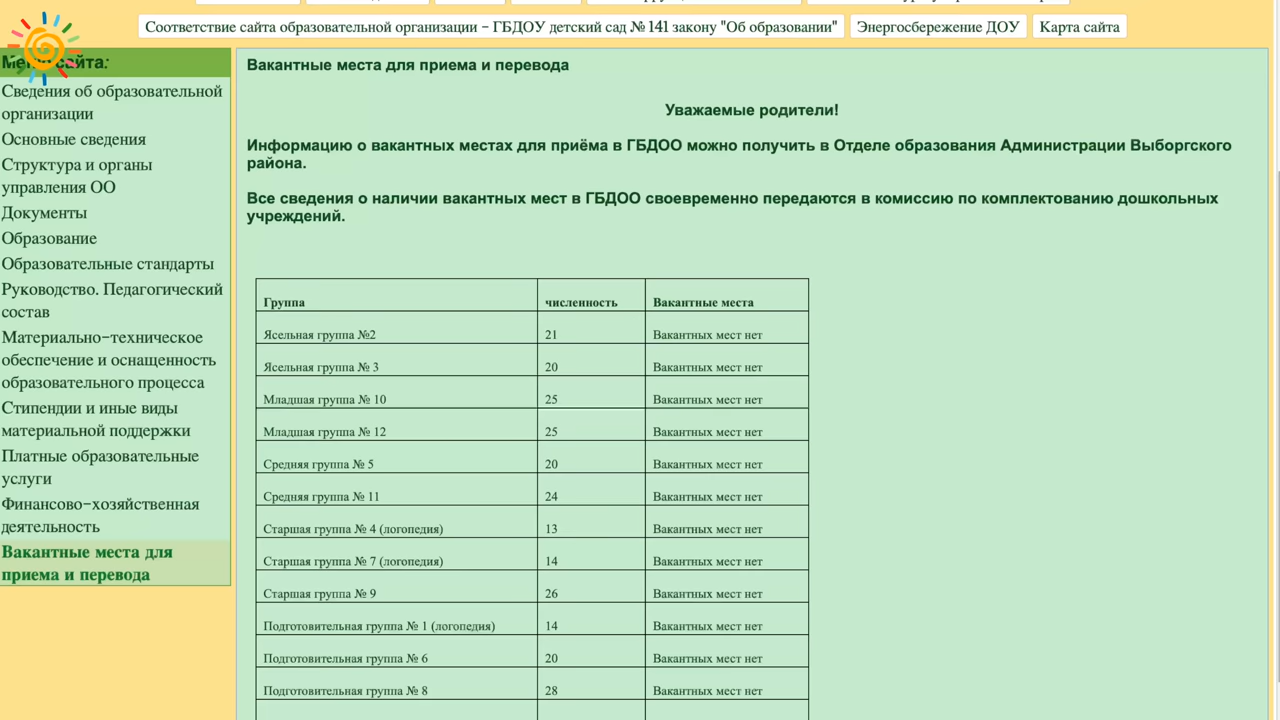 Соответствие сайта образовательной организации - ГБДОУ детский сад № 141 закону "Об образовании"
Энергосбережение ДОУ
Карта сайта
сайта:
Сведения об образовательной
организации
Основные сведения
Структура и органы
управления ОО
Документы
Образование
Образовательные стандарты
Руководство. Педагогический
состав
Материально-техническое
обеспечение и оснащенность
образовательного процесса
Стипендии и иные виды
материальной поддержки
Платные образовательные
услуги
Финансово-хозяйственная
деятельность
Вакантные места для
приема и перевода
Вакантные места для приема и перевода
Уважаемые родители!
Информацию о вакантных местах для приёма в ГБДОО можно получить в Отделе образования Администрации Выборгского
района.
Все сведения о наличии вакантных мест в ГБДОО своевременно передаются в комиссию по комплектованию дошкольных
учреждений.
Группа численность Вакантные места
Ясельная группа №2 21 Вакантных мест нет
Ясельная группа № 3 20 Вакантных мест нет
Младшая группа № 10 25 Вакантных мест нет
Младшая группа № 12 25 Вакантных мест нет
Средняя группа № 5 20 Вакантных мест нет
Средняя группа № 11 24 Вакантных мест нет
Старшая группа № 4 (логопедия) 13 Вакантных мест нет
Старшая группа № 7 (логопедия) 14 Вакантных мест нет
Старшая группа № 9 26 Вакантных мест нет
Подготовительная группа № 1 (логопедия) 14 Вакантных мест нет
Подготовительная группа № 6 20 Вакантных мест нет
Подготовительная группа № 8 28 Вакантных мест нет